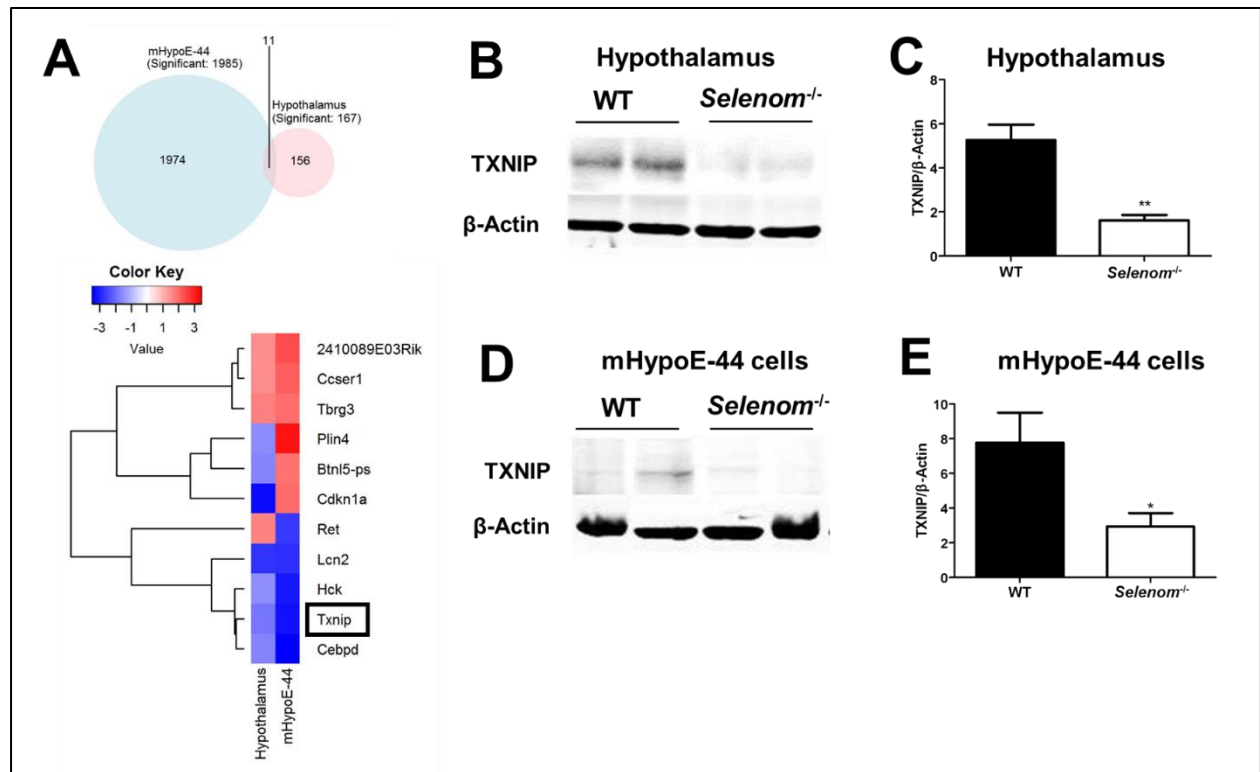 A
11
mHypoE-44
(Significant: 1985)
Hypothalamus
(Significant: 167)
1974
156
Color Key
-3 -1 1 3
Value
2410089E03Rik
Ccser1
Tbrg3
Plin4
Btnl5-ps
Cdkn1a
Ret
Lcn2
Hck
Txnip
Cebpd
Hypothalamus
mHypoE-44
B
Hypothalamus
WT Selenom-/-
TXNIP
β-Actin
C
Hypothalamus
TXNIP/β-Actin
8
6
4
2
0
**
WT
Selenom-/-
D
mHypoE-44 cells
WT Selenom-/-
TXNIP
β-Actin
E
mHypoE-44 cells
TXNIP/β-Actin
10
8
6
4
2
0
*
WT
Selenom-/-